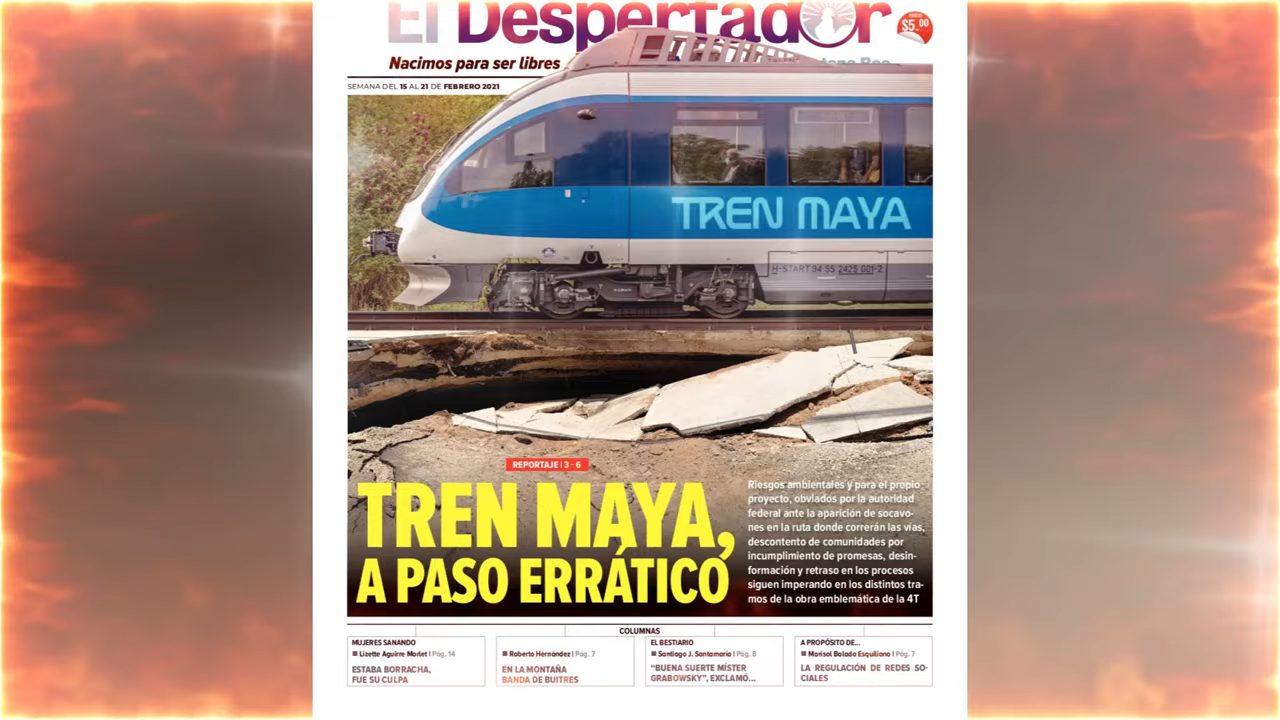 El Despertador
PRECIO:
$5.00
Nacimos para ser libres
SEMANA DEL 15 AL 21 DE FEBRERO 2021
TREN MAYA
H-START 94 55 2425 001-2
REPORTAJE | 3 - 6
TREN MAYA,
A PASO ERRÁTICO
Riesgos ambientales y para el propio
proyecto, obviados por la autoridad
federal ante la aparición de socavo-
nes en la ruta donde correrán las vías,
descontento de comunidades por
incumplimiento de promesas, desin-
formación y retraso en los procesos
siguen imperando en los distintos tra-
mos de la obra emblemática de la 4T
COLUMNAS
MUJERES SANANDO
Lizette Aguirre Morlet | Pág. 14
ESTABA BORRACHA,
FUE SU CULPA
Roberto Hernández | Pág. 7
EN LA MONTAÑA
BANDA DE BUITRES
EL BESTIARIO
Santiago J. Santamaría | Pág. 8
“BUENA SUERTE MÍSTER
GRABOWSKY”, EXCLAMÓ...
A PROPÓSITO DE...
Marisol Balado Esquiliano | Pág. 7
LA REGULACIÓN DE REDES SO-
CIALES